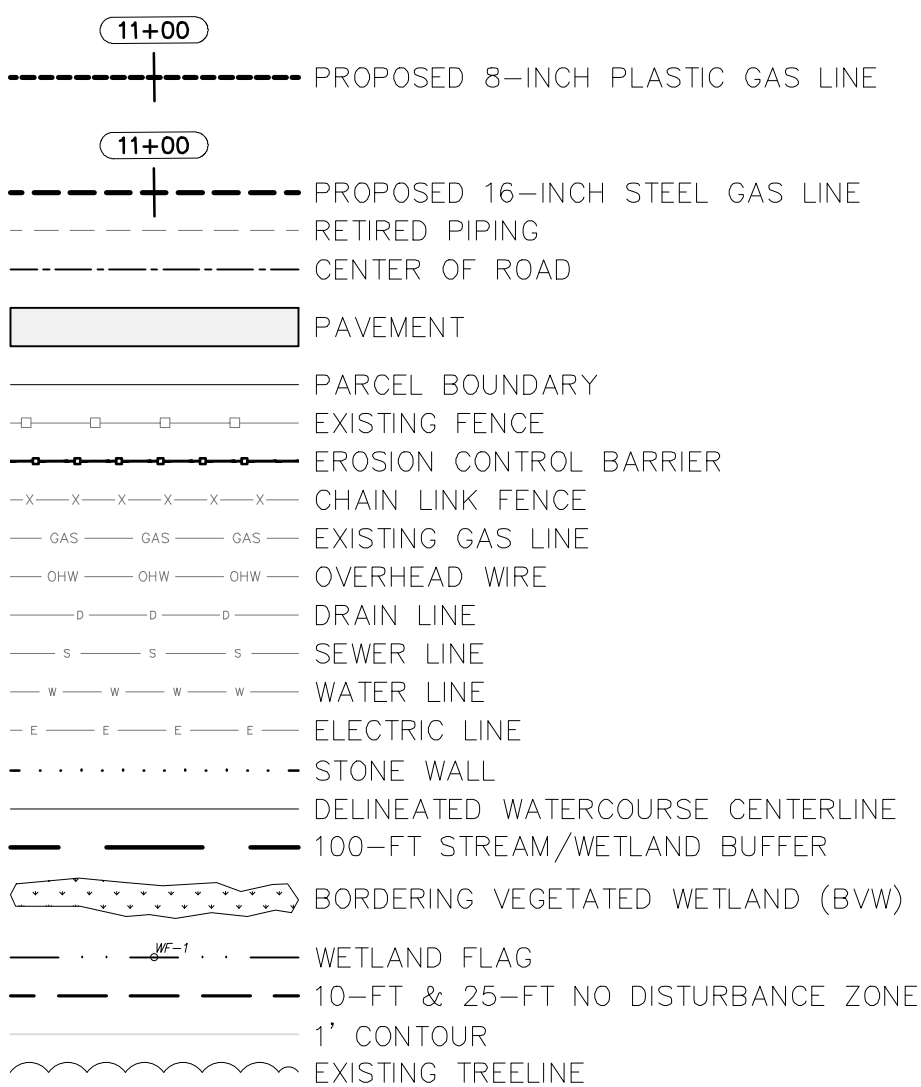 11+00
PROPOSED 8-INCH PLASTIC GAS LINE
11+00
PROPOSED 16-INCH STEEL GAS LINE
RETIRED PIPING
CENTER OF ROAD
PAVEMENT
PARCEL BOUNDARY
EXISTING FENCE
EROSION CONTROL BARRIER
X X X X X X CHAIN LINK FENCE
GAS GAS GAS EXISTING GAS LINE
OHW OHW OHW OVERHEAD WIRE
D D D DRAIN LINE
S S S SEWER LINE
W W W W WATER LINE
E E E E ELECTRIC LINE
STONE WALL
DELINEATED WATERCOURSE CENTERLINE
100-FT STREAM/WETLAND BUFFER
BORDERING VEGETATED WETLAND (BVW)
WF-1 WETLAND FLAG
10-FT & 25-FT NO DISTURBANCE ZONE
1' CONTOUR
EXISTING TREELINE